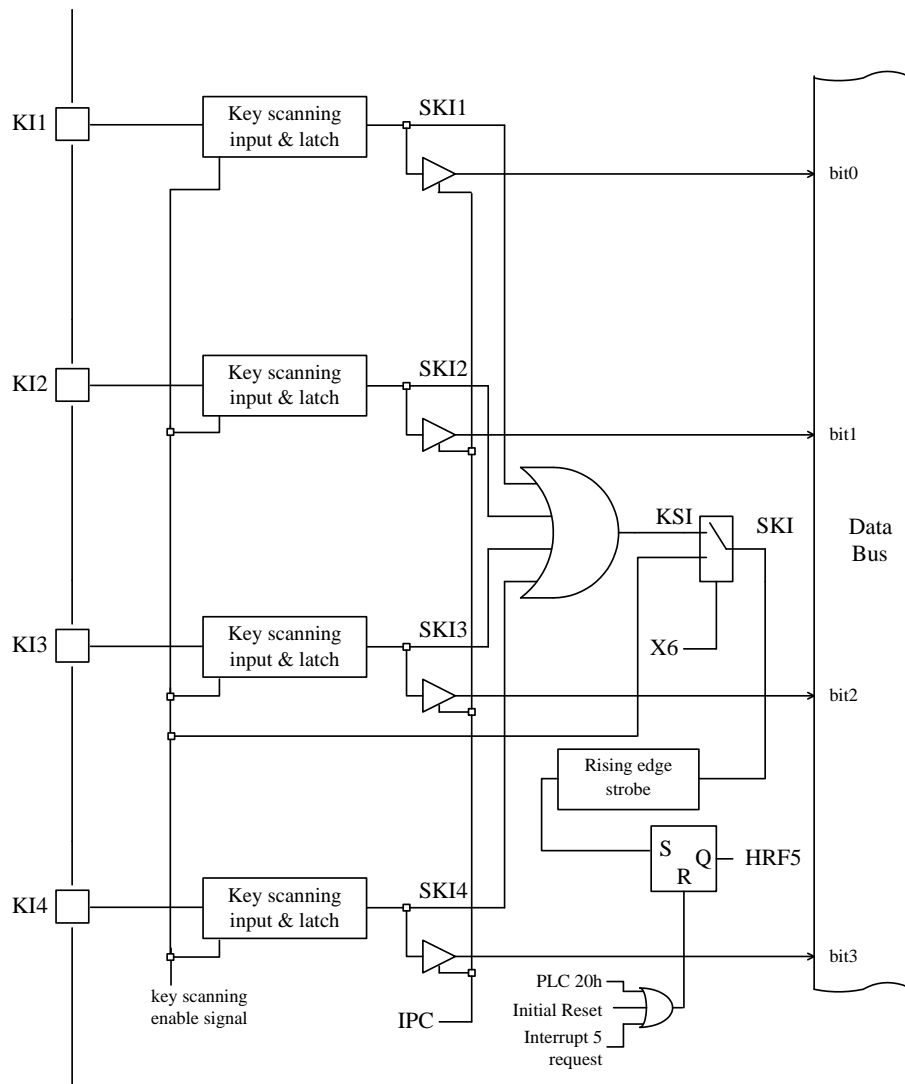 KI1
Key scanning
input & latch
SKI1
bit0
KI2
Key scanning
input & latch
SKI2
bit1
KSI
SKI
Data
Bus
KI3
Key scanning
input & latch
SKI3
X6
bit2
Rising edge
strobe
S
Q
R
HRF5
KI4
Key scanning
input & latch
SKI4
bit3
key scanning
enable signal
IPC
PLC 20h
Initial Reset
Interrupt 5
request